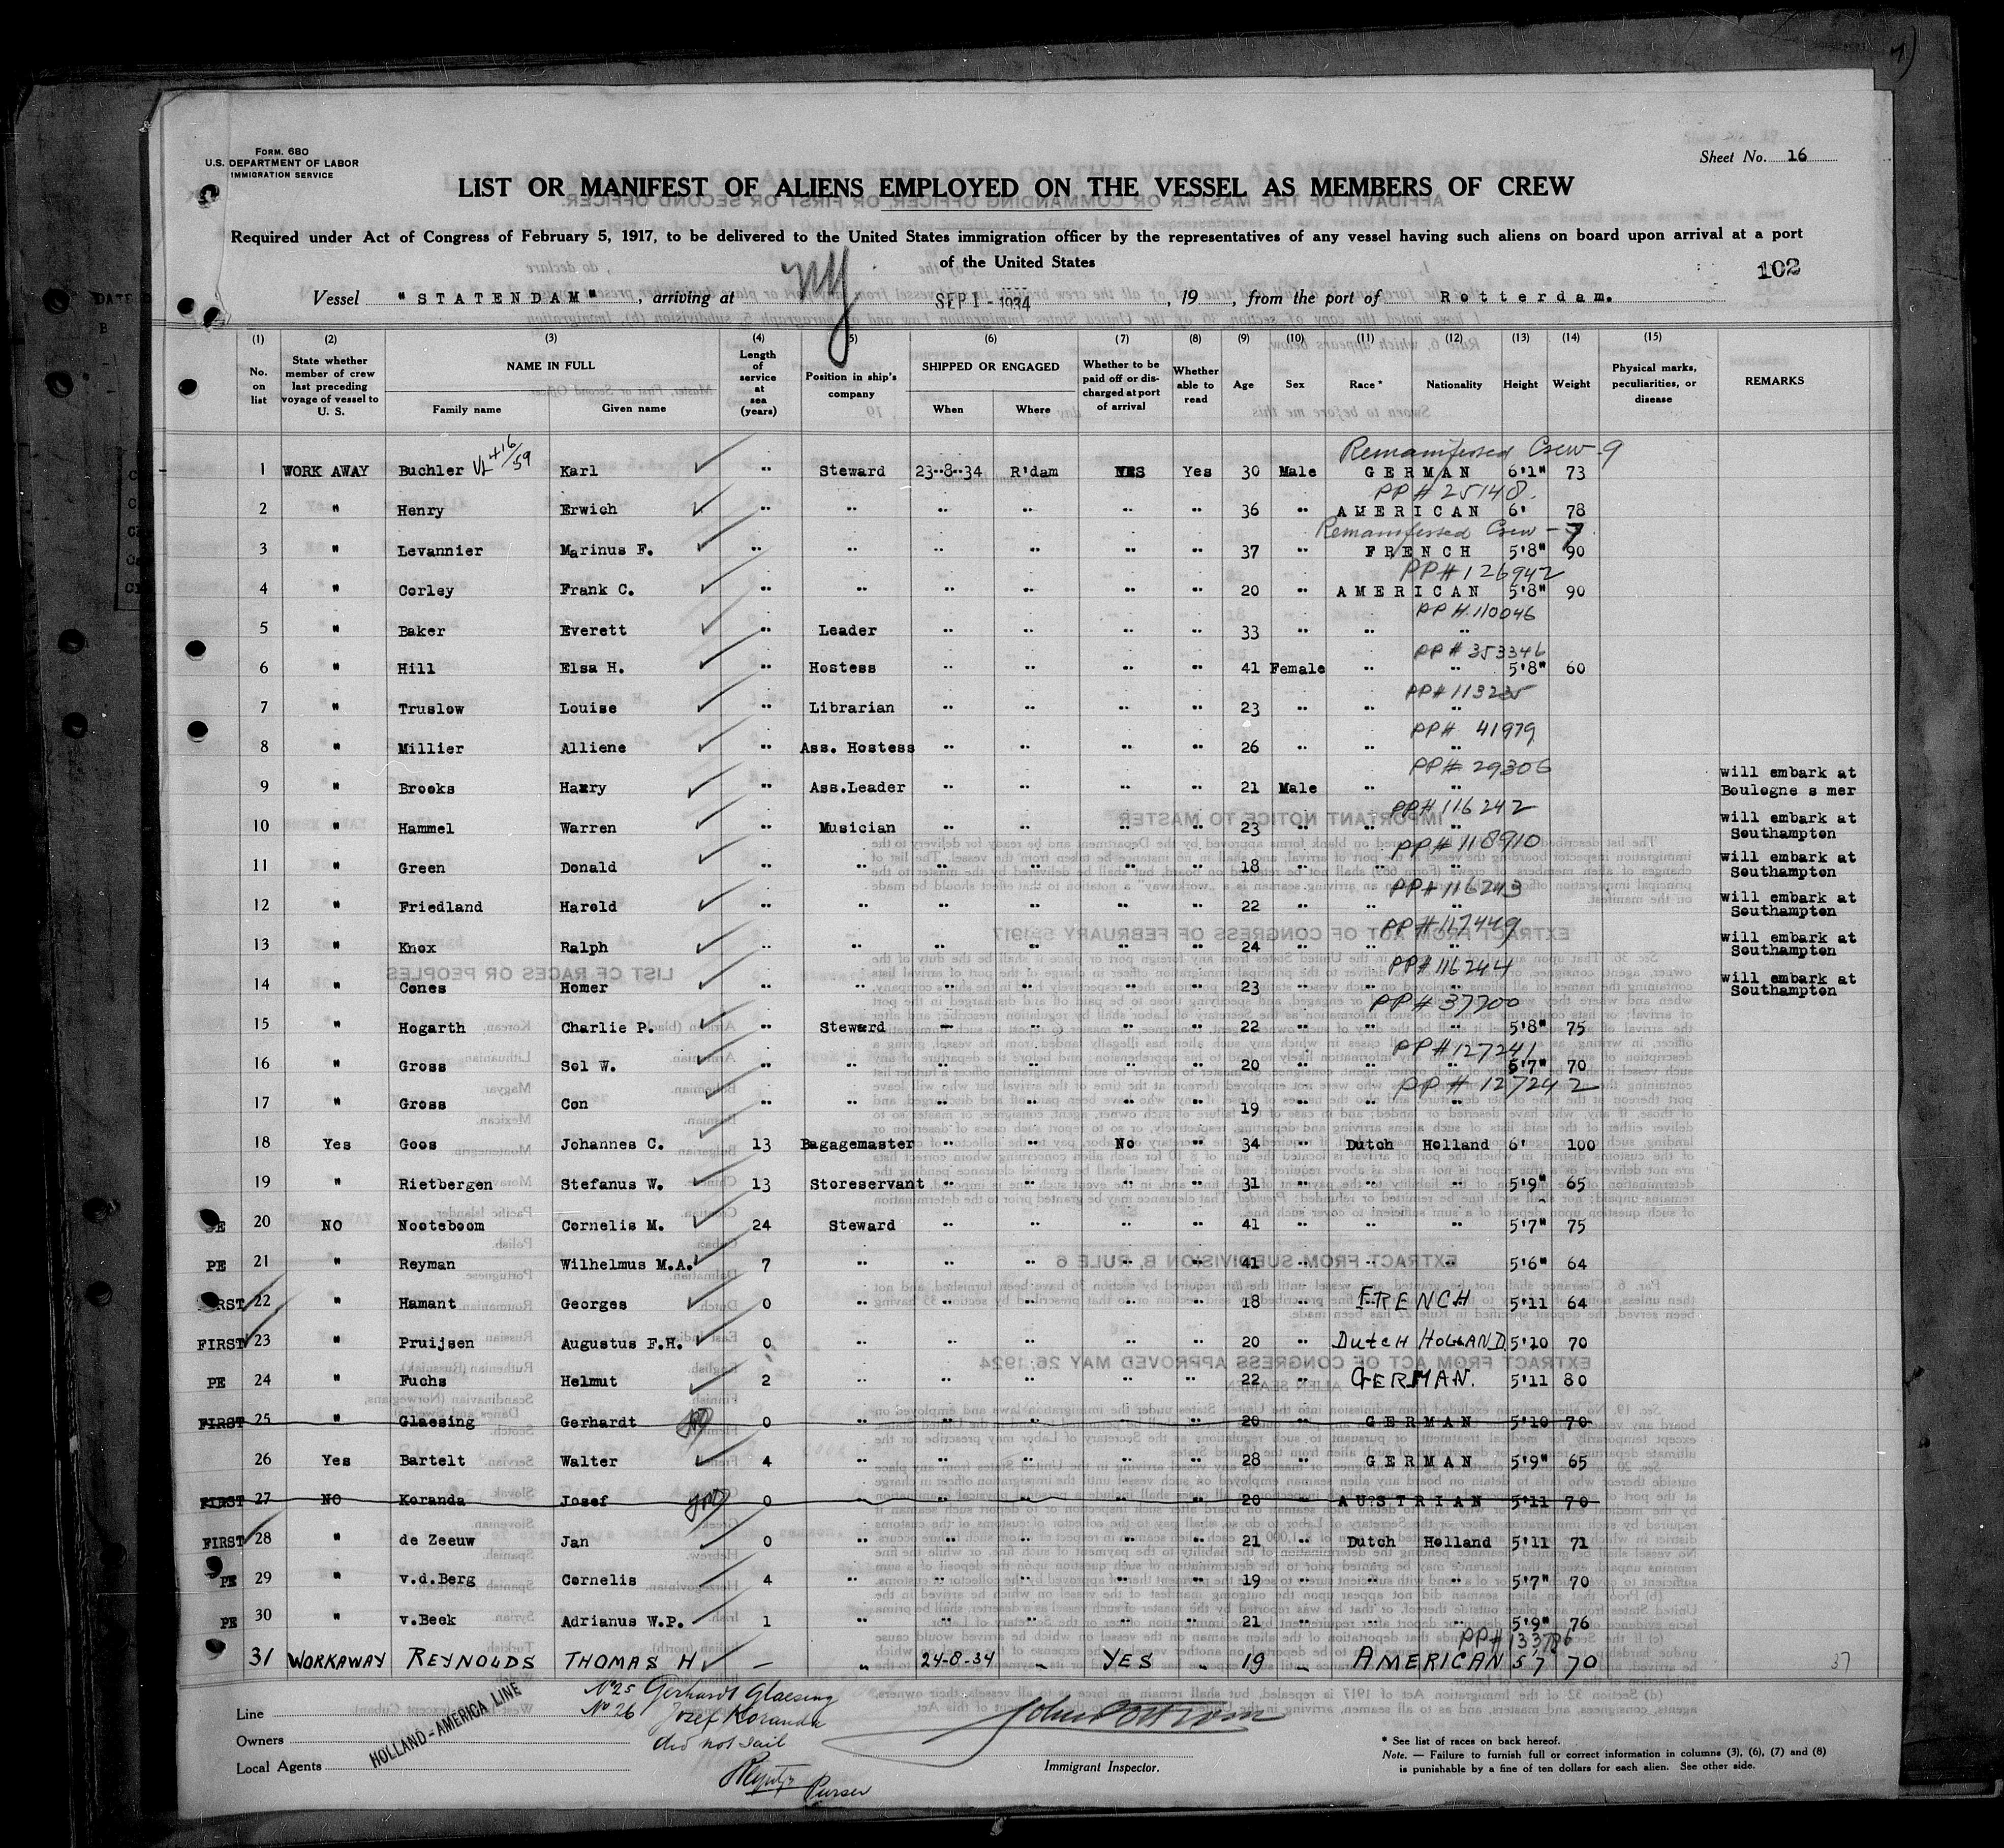 Form. 680
U.S. DEPARTMENT OF LABOR
IMMIGRATION SERVICE
Sheet No. 16
LIST OR MANIFEST OF ALIENS EMPLOYED ON THE VESSEL AS MEMBERS OF CREW
Required under Act of Congress of February 5, 1917, to be delivered to the United States immigration officer by the representatives of any vessel having such aliens on board upon arrival at a port
of the United States
102
Vessel "STATENDAM", arriving at NY SEP 1 - 1934, 19 , from the port of Rotterdam.
(1) (2) (3) (4) (5) (6) (7) (8) (9) (10) (11) (12) (13) (14) (15)
No. on list State whether member of crew last preceding voyage of vessel to U. S. NAME IN FULL Family name Given name Length of service at sea (years) Position in ship's company SHIPPED OR ENGAGED When Where Whether to be paid off or discharged at port of arrival Whether able to read Age Sex Race * Nationality Height Weight Physical marks, peculiarities, or disease REMARKS
Remanifested Crew-9
1 WORK AWAY Buchler Karl " Steward 23-8-34 R'dam YES Yes 30 Male GERMAN 6'1" 73
PP# 25148
2 " Henry Erwich " " " " " " 36 " AMERICAN 6' 78
Remanifested Crew-7
3 " Levannier Marinus F. " " " " " " 37 " FRENCH 5'8" 90
PP# 126942
4 " Corley Frank C. " " " " " " 20 " AMERICAN 5'8" 90
PP# 110046
5 " Baker Everett " Leader " " " " 33 " " "
PP# 353346
6 " Hill Elsa H. " Hostess " " " " 41 Female " " 5'8" 60
PP# 113235
7 " Truslow Louise " Librarian " " " " 23 " " "
PP# 41979
8 " Millier Alliene " Ass. Hostess " " " " 26 " " "
PP# 29306
9 " Brooks Harry " Ass.Leader " " " " 21 Male " " will embark at Boulogne s mer
PP# 116242
10 " Hammel Warren " Musician " " " " 23 " " " will embark at Southampton
PP# 118910
11 " Green Donald " " " " " " 18 " " " will embark at Southampton
PP# 116243
12 " Friedland Harold " " " " " " 22 " " " will embark at Southampton
PP# 117449
13 " Knox Ralph " " " " " " 24 " " " will embark at Southampton
PP# 116244
14 " Cones Homer " " " " " " 23 " " " will embark at Southampton
PP# 37700
15 " Hogarth Charlie P. " Steward " " " " 22 " " " 5'8" 75
PP# 127241
16 " Gross Sol W. " " " " " " 20 " " " 5'7" 70
PP# 127242
17 " Gross Con " " " " " " 19 " " "
18 Yes Goos Johannes C. 13 Bagagemaster " " No " 34 " Dutch Holland 6' 100
19 " Rietbergen Stefanus W. 13 Storeservant " " " " 31 " " " 5'9" 65
PE 20 NO Nooteboom Cornelis M. 24 Steward " " " " 41 " " " 5'7" 75
PE 21 " Reyman Wilhelmus M.A. 7 " " " " " 41 " " " 5'6" 64
FIRST 22 " Hamant Georges 0 " " " " " 18 " FRENCH 5'11 64
FIRST 23 " Pruijsen Augustus F.H. 0 " " " " " 20 " DUTCH HOLLAND 5'10 70
PE 24 " Fuchs Helmut 2 " " " " " 22 " GERMAN. 5'11 80
FIRST 25 " Glaesing Gerhardt 0 " " " " " 20 " GERMAN 5'10 70
26 Yes Bartelt Walter 4 " " " " " 28 " GERMAN 5'9" 65
FIRST 27 NO Koranda Josef 0 " " " " " 20 " AUSTRIAN 5'11 70
FIRST 28 " de Zeeuw Jan 0 " " " " " 21 " Dutch Holland 5'11 71
PE 29 " v.d.Berg Cornelis 4 " " " " " 19 " " " 5'7" 70
PE 30 " v.Beek Adrianus W.P. 1 " " " " " 21 " " " 5'9" 76
PP# 133786
31 WORKAWAY REYNOLDS THOMAS H - " 24-8-34 " YES " 19 " AMERICAN 5 7 70 37
Line
Owners
Local Agents
HOLLAND-AMERICA LINE
No 25 Gerhardt Glaesing
No 26 Josef Koranda
did not sail
Purser
Immigrant Inspector.
* See list of races on back hereof.
Note. — Failure to furnish full or correct information in columns (3), (6), (7) and (8)
is punishable by a fine of ten dollars for each alien. See other side.